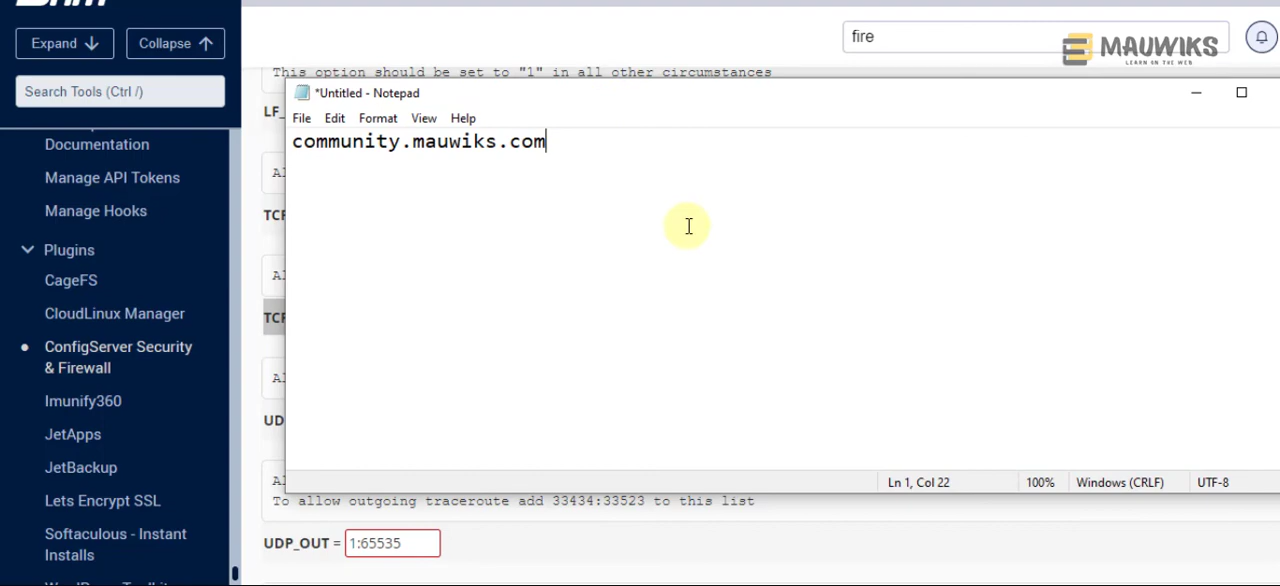 Expand ↓
Collapse ↑
fire
MAUWIKS
LEARN ON THE WEB
This option should be set to "1" in all other circumstances
Search Tools (Ctrl /)
*Untitled - Notepad
LF_
File Edit Format View Help
community.mauwiks.com
Documentation
Manage API Tokens
Manage Hooks
Plugins
CageFS
CloudLinux Manager
ConfigServer Security
& Firewall
Imunify360
JetApps
JetBackup
Lets Encrypt SSL
Softaculous - Instant
Installs
UD
Ln 1, Col 22
100%
Windows (CRLF)
UTF-8
To allow outgoing traceroute add 33434:33523 to this list
UDP_OUT = 1:65535